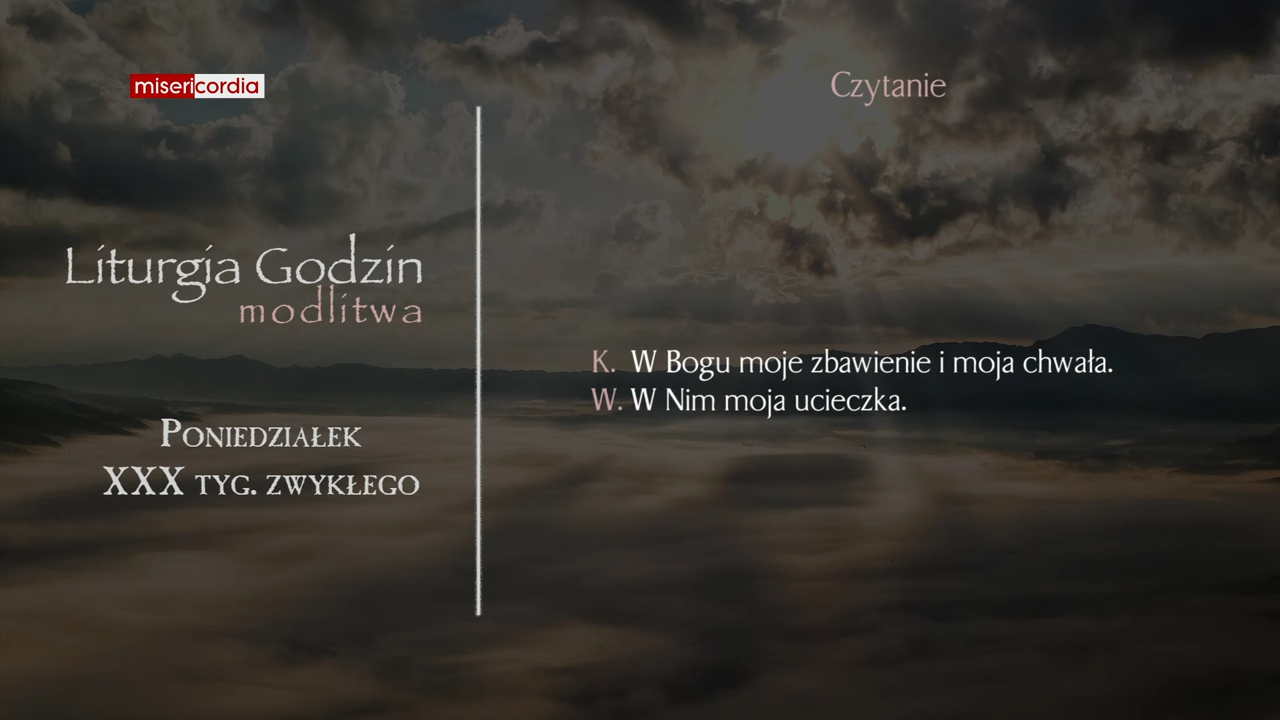 misericordia
Liturgia Godzin
modlitwa
Poniedziałek
XXX tyg. zwykłego
Czytanie
K. W Bogu moje zbawienie i moja chwała.
W. W Nim moja ucieczka.